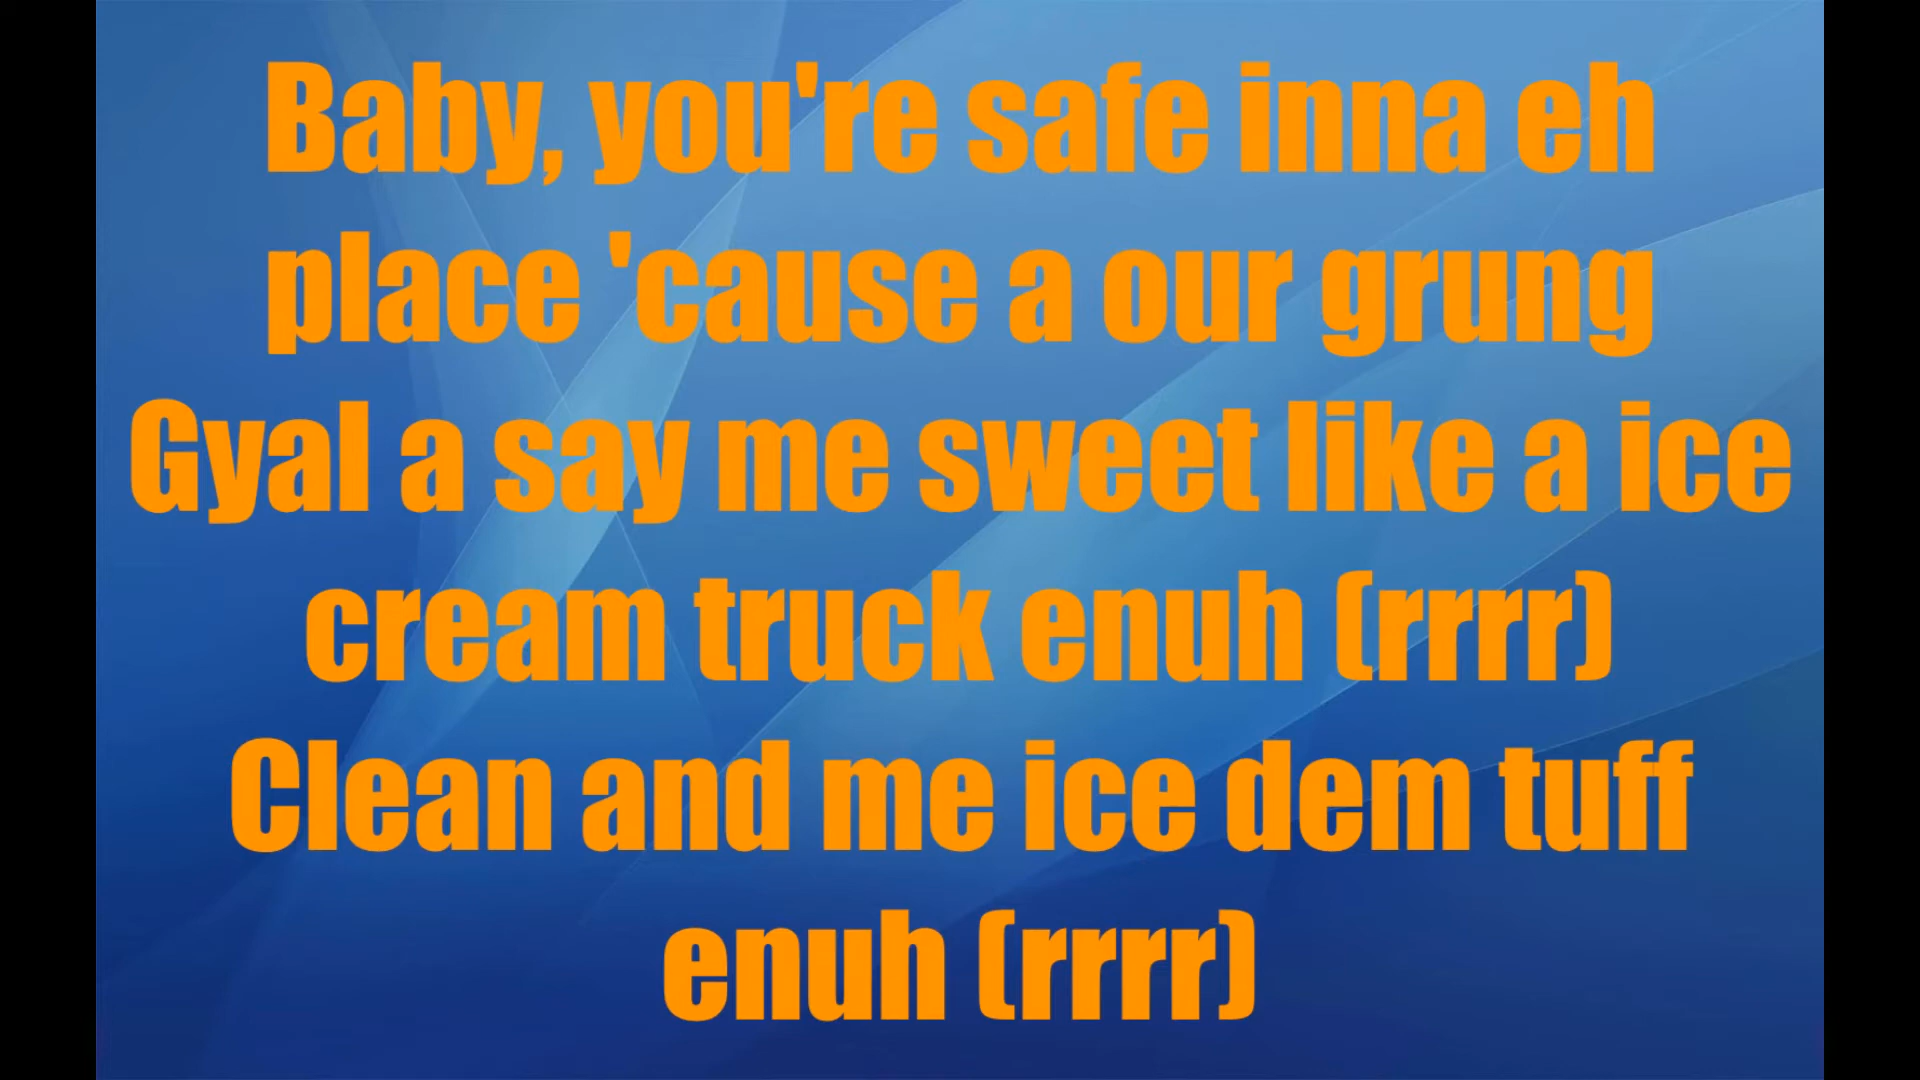 Baby, you're safe inna eh
place 'cause a our grung
Gyal a say me sweet like a ice
cream truck enuh (rrrr)
Clean and me ice dem tuff
enuh (rrrr)